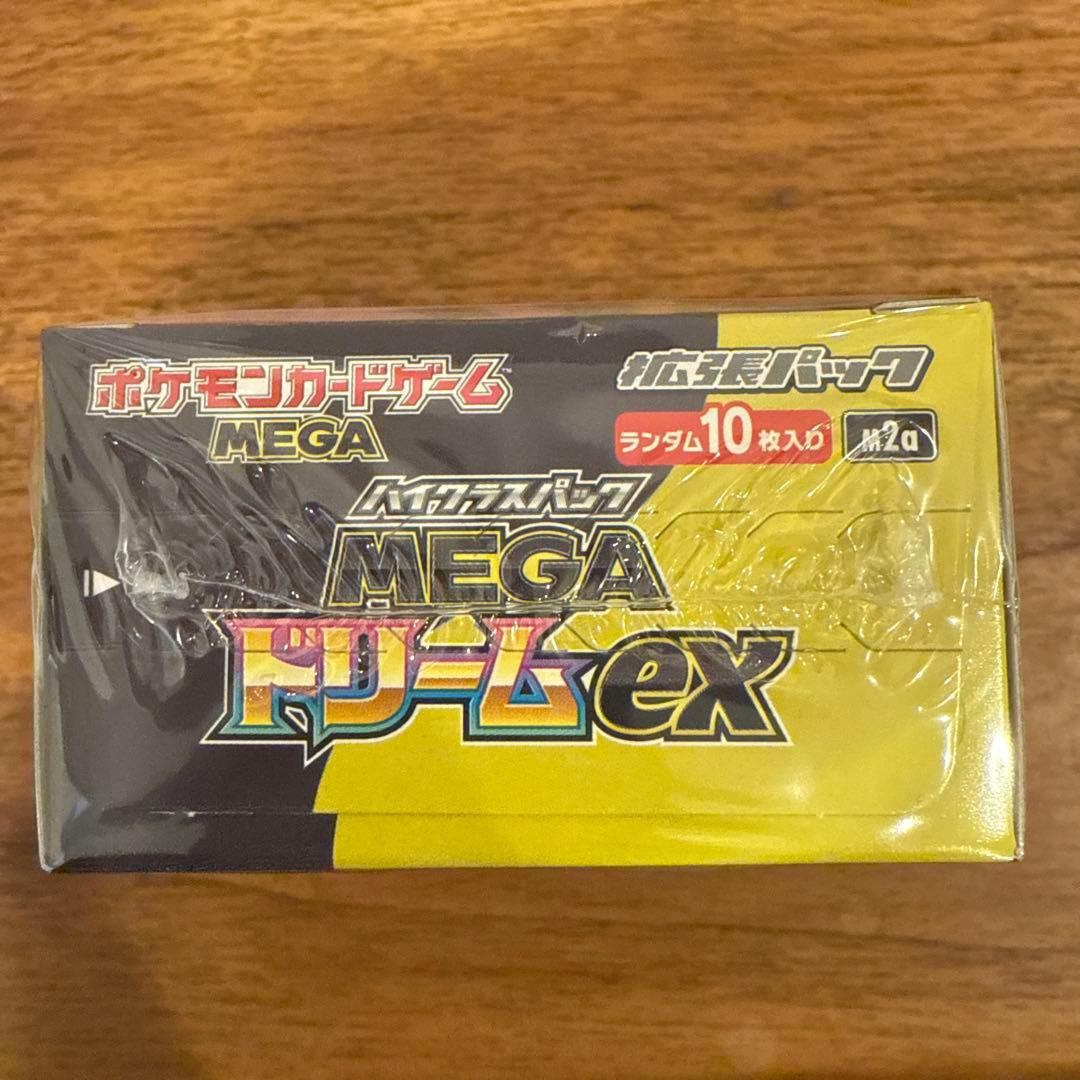 ポケモンカードゲーム™
MEGA
拡張パック
ランダム10枚入り
M2a
ハイクラスパック
MEGA
ドリームex